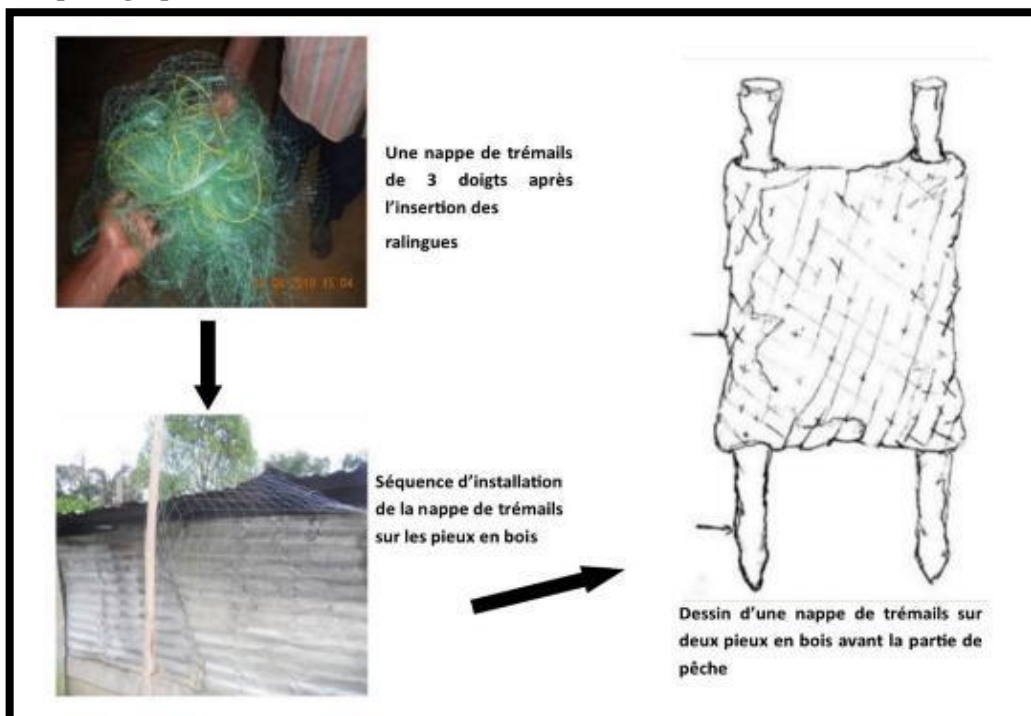 Une nappe de trémails
de 3 doigts après
l'insertion des
ralingues
15 04
Séquence d'installation
de la nappe de trémails
sur les pieux en bois
Dessin d'une nappe de trémails sur
deux pieux en bois avant la partie de
pêche